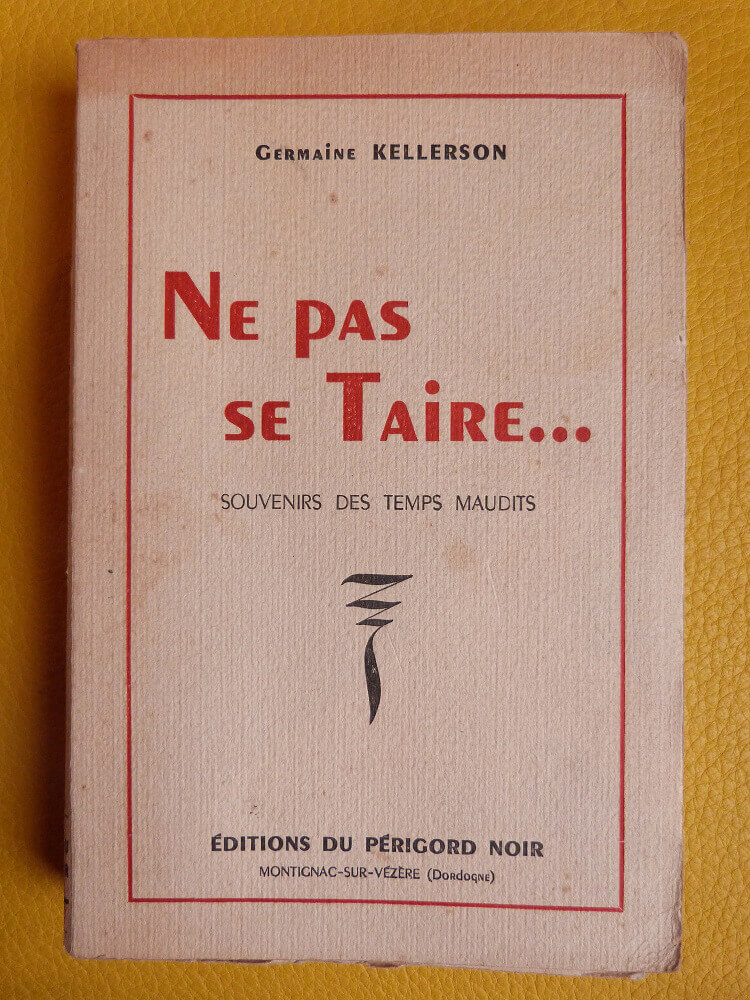 Germaine KELLERSON
Ne pas
se Taire...
SOUVENIRS DES TEMPS MAUDITS
ÉDITIONS DU PÉRIGORD NOIR
MONTIGNAC-SUR-VÉZÈRE (Dordogne)